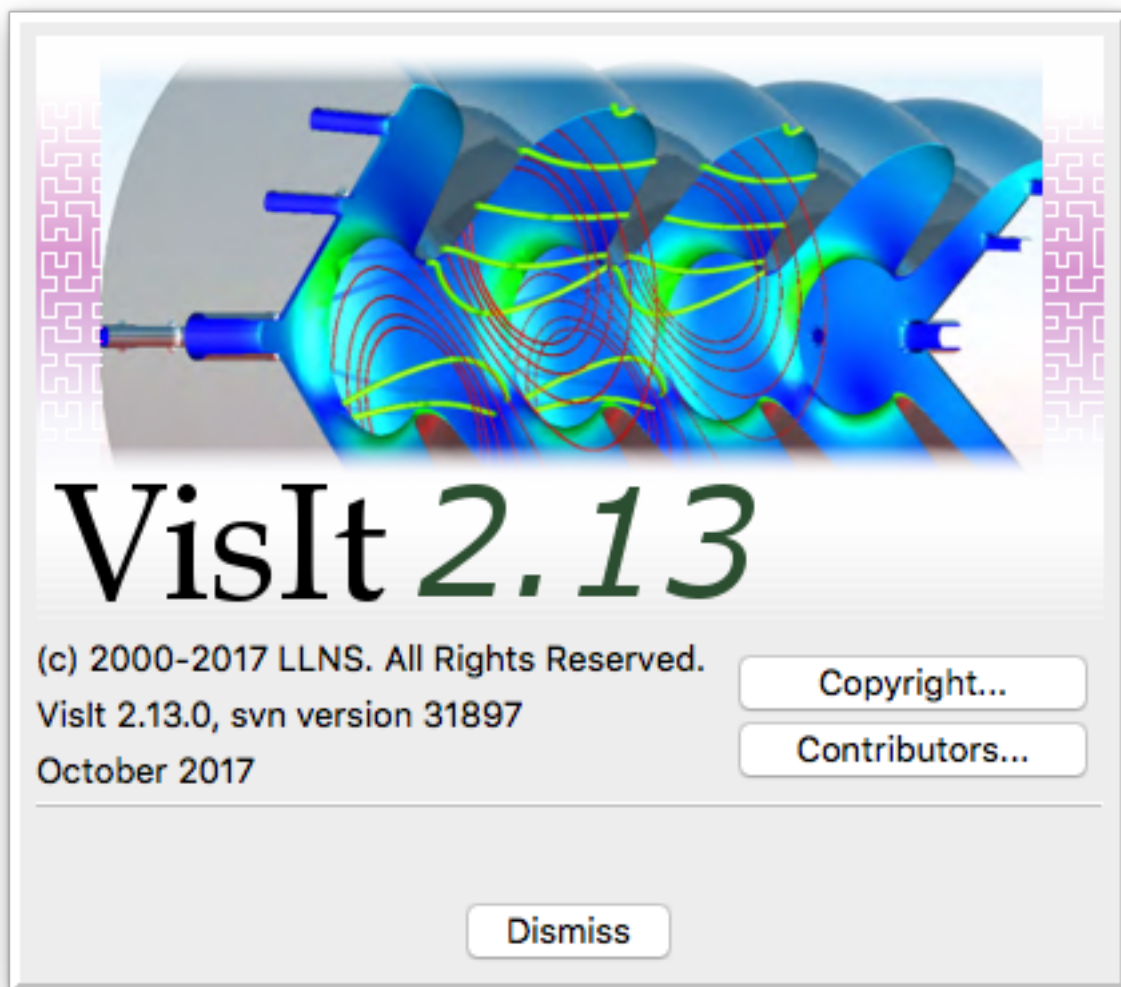 VisIt 2.13
(c) 2000-2017 LLNS. All Rights Reserved.
VisIt 2.13.0, svn version 31897
October 2017
Copyright...
Contributors...
Dismiss